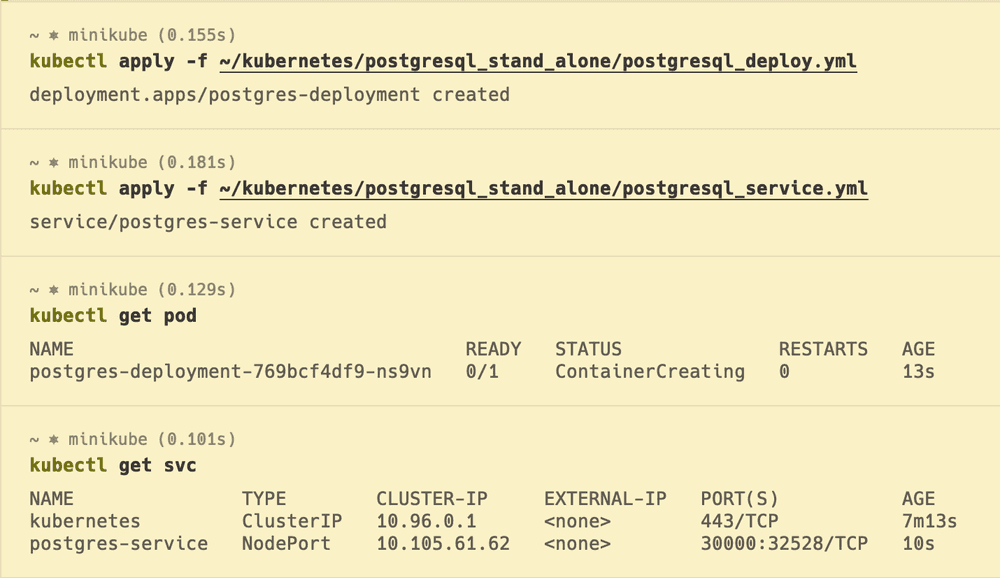 ~ ⎈ minikube (0.155s)
kubectl apply -f ~/kubernetes/postgresql_stand_alone/postgresql_deploy.yml
deployment.apps/postgres-deployment created
~ ⎈ minikube (0.181s)
kubectl apply -f ~/kubernetes/postgresql_stand_alone/postgresql_service.yml
service/postgres-service created
~ ⎈ minikube (0.129s)
kubectl get pod
NAME READY STATUS RESTARTS AGE
postgres-deployment-769bcf4df9-ns9vn 0/1 ContainerCreating 0 13s
~ ⎈ minikube (0.101s)
kubectl get svc
NAME TYPE CLUSTER-IP EXTERNAL-IP PORT(S) AGE
kubernetes ClusterIP 10.96.0.1 <none> 443/TCP 7m13s
postgres-service NodePort 10.105.61.62 <none> 30000:32528/TCP 10s